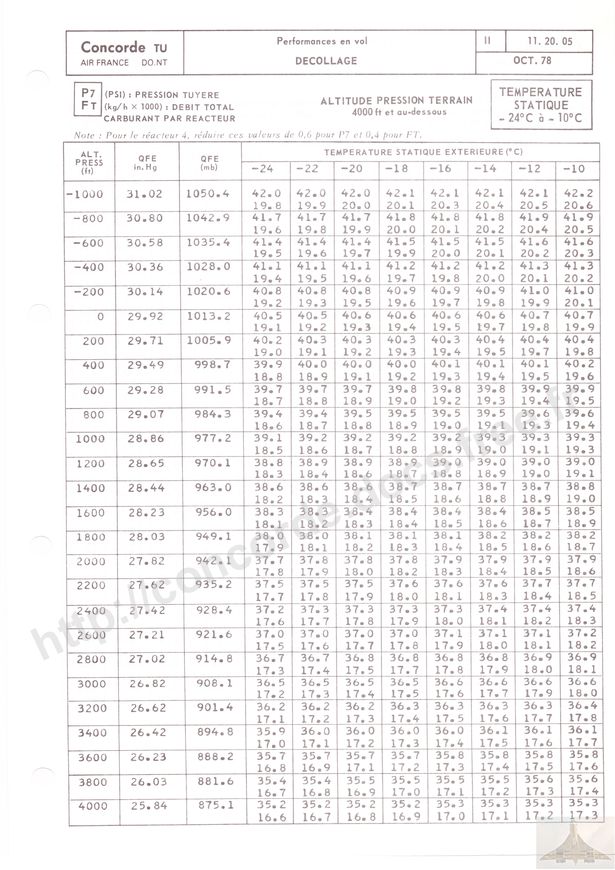 Concorde TU
AIR FRANCE DO.NT
Performances en vol
DECOLLAGE
II
11. 20. 05
OCT. 78
P7 (PSI) : PRESSION TUYERE
FT (kg/h × 1000) : DEBIT TOTAL
CARBURANT PAR REACTEUR
ALTITUDE PRESSION TERRAIN
4000 ft et au-dessous
TEMPERATURE
STATIQUE
- 24°C à - 10°C
Note : Pour le réacteur 4, réduire ces valeurs de 0,6 pour P7 et 0,4 pour FT,
ALT. PRESS (ft) QFE in.Hg QFE (mb) TEMPERATURE STATIQUE EXTERIEURE (°C)
-24 -22 -20 -18 -16 -14 -12 -10
-1000 31.02 1050.4 42.0 42.0 42.0 42.1 42.1 42.1 42.1 42.2
19.8 19.9 20.0 20.1 20.3 20.4 20.5 20.6
-800 30.80 1042.9 41.7 41.7 41.7 41.8 41.8 41.8 41.9 41.9
19.6 19.8 19.9 20.0 20.1 20.2 20.4 20.5
-600 30.58 1035.4 41.4 41.4 41.4 41.5 41.5 41.5 41.6 41.6
19.5 19.6 19.7 19.9 20.0 20.1 20.2 20.3
-400 30.36 1028.0 41.1 41.1 41.1 41.2 41.2 41.2 41.3 41.3
19.4 19.5 19.6 19.7 19.8 20.0 20.1 20.2
-200 30.14 1020.6 40.8 40.8 40.8 40.9 40.9 40.9 41.0 41.0
19.2 19.3 19.5 19.6 19.7 19.8 19.9 20.1
0 29.92 1013.2 40.5 40.5 40.6 40.6 40.6 40.6 40.7 40.7
19.1 19.2 19.3 19.4 19.5 19.7 19.8 19.9
200 29.71 1005.9 40.2 40.3 40.3 40.3 40.3 40.4 40.4 40.4
19.0 19.1 19.2 19.3 19.4 19.5 19.7 19.8
400 29.49 998.7 39.9 40.0 40.0 40.0 40.1 40.1 40.1 40.2
18.8 18.9 19.1 19.2 19.3 19.4 19.5 19.6
600 29.28 991.5 39.7 39.7 39.7 39.8 39.8 39.8 39.9 39.9
18.7 18.8 18.9 19.0 19.2 19.3 19.4 19.5
800 29.07 984.3 39.4 39.4 39.5 39.5 39.5 39.5 39.6 39.6
18.6 18.7 18.8 18.9 19.0 19.1 19.3 19.4
1000 28.86 977.2 39.1 39.2 39.2 39.2 39.2 39.3 39.3 39.3
18.5 18.6 18.7 18.8 18.9 19.0 19.1 19.3
1200 28.65 970.1 38.8 38.9 38.9 38.9 39.0 39.0 39.0 39.0
18.3 18.4 18.6 18.7 18.8 18.9 19.0 19.1
1400 28.44 963.0 38.6 38.6 38.6 38.7 38.7 38.7 38.7 38.8
18.2 18.3 18.4 18.5 18.6 18.8 18.9 19.0
1600 28.23 956.0 38.3 38.3 38.4 38.4 38.4 38.4 38.5 38.5
18.1 18.2 18.3 18.4 18.5 18.6 18.7 18.9
1800 28.03 949.1 38.0 38.0 38.1 38.1 38.1 38.2 38.2 38.2
17.9 18.1 18.2 18.3 18.4 18.5 18.6 18.7
2000 27.82 942.1 37.7 37.8 37.8 37.8 37.9 37.9 37.9 37.9
17.8 17.9 18.0 18.2 18.3 18.4 18.5 18.6
2200 27.62 935.2 37.5 37.5 37.5 37.6 37.6 37.6 37.7 37.7
17.7 17.8 17.9 18.0 18.1 18.3 18.4 18.5
2400 27.42 928.4 37.2 37.2 37.3 37.3 37.3 37.4 37.4 37.4
17.6 17.7 17.8 17.9 18.0 18.1 18.2 18.3
2600 27.21 921.6 37.0 37.0 37.0 37.0 37.1 37.1 37.1 37.2
17.5 17.6 17.7 17.8 17.9 18.0 18.1 18.2
2800 27.02 914.8 36.7 36.7 36.8 36.8 36.8 36.8 36.9 36.9
17.3 17.4 17.5 17.7 17.8 17.9 18.0 18.1
3000 26.82 908.1 36.5 36.5 36.5 36.5 36.6 36.6 36.6 36.6
17.2 17.3 17.4 17.5 17.6 17.7 17.9 18.0
3200 26.62 901.4 36.2 36.2 36.2 36.3 36.3 36.3 36.3 36.4
17.1 17.2 17.3 17.4 17.5 17.6 17.7 17.8
3400 26.42 894.8 35.9 36.0 36.0 36.0 36.0 36.1 36.1 36.1
17.0 17.1 17.2 17.3 17.4 17.5 17.6 17.7
3600 26.23 888.2 35.7 35.7 35.7 35.7 35.8 35.8 35.8 35.8
16.8 16.9 17.1 17.2 17.3 17.4 17.5 17.6
3800 26.03 881.6 35.4 35.4 35.5 35.5 35.5 35.5 35.6 35.6
16.7 16.8 16.9 17.0 17.1 17.2 17.3 17.4
4000 25.84 875.1 35.2 35.2 35.2 35.3 35.3 35.3 35.3 35.3
16.6 16.7 16.8 16.9 17.0 17.1 17.2 17.3
http://concorde.docs.free.fr